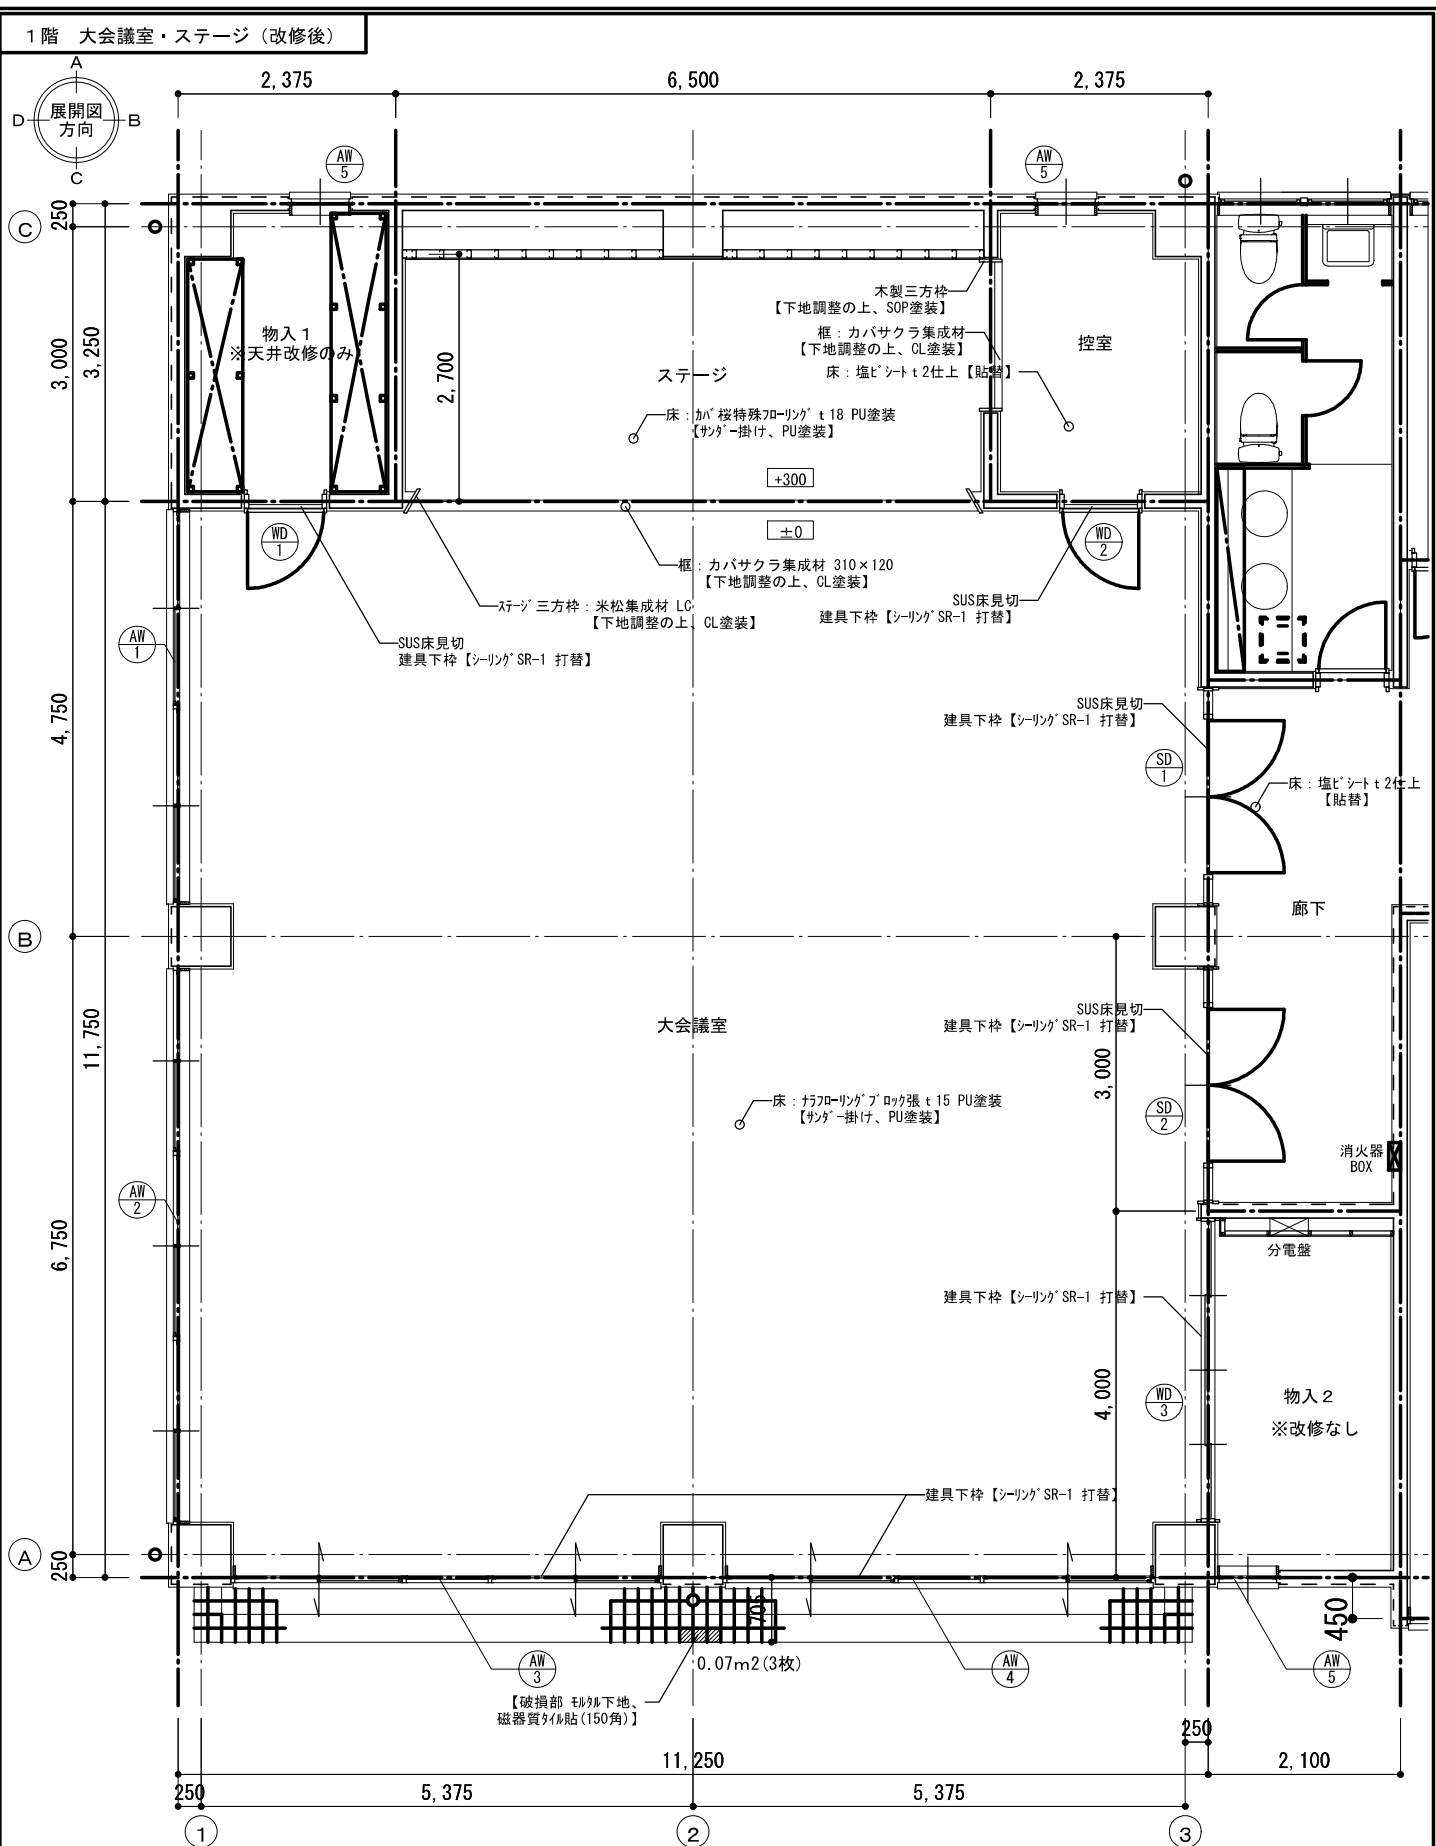 1階　大会議室・ステージ（改修後）
A
D
展開図
方向
B
C
2,375
6,500
2,375
AW
5
AW
5
C
250
3,000
3,250
物入1
※天井改修のみ
2,700
ステージ
木製三方枠
【下地調整の上、SOP塗装】
框：カバサクラ集成材
【下地調整の上、CL塗装】
床：塩ビシートt2仕上【貼替】
控室
床：カバ桜特殊フローリングt18 PU塗装
【サンダー掛け、PU塗装】
+300
±0
WD
1
WD
2
框：カバサクラ集成材 310×120
【下地調整の上、CL塗装】
ステージ三方枠：米松集成材 LC
【下地調整の上、CL塗装】
SUS床見切
建具下枠【シーリングSR-1 打替】
SUS床見切
建具下枠【シーリングSR-1 打替】
AW
1
4,750
SUS床見切
建具下枠【シーリングSR-1 打替】
SD
1
床：塩ビシートt2仕上
【貼替】
廊下
B
11,750
大会議室
SUS床見切
建具下枠【シーリングSR-1 打替】
3,000
床：ナラフローリングブロック張t15 PU塗装
【サンダー掛け、PU塗装】
SD
2
消火器
BOX
AW
2
6,750
分電盤
建具下枠【シーリングSR-1 打替】
4,000
WD
3
物入2
※改修なし
建具下枠【シーリングSR-1 打替】
A
250
705
450
0.07m2(3枚)
AW
3
AW
4
AW
5
【破損部 モルタル下地、
磁器質タイル貼(150角)】
250
11,250
2,100
250
5,375
5,375
1
2
3